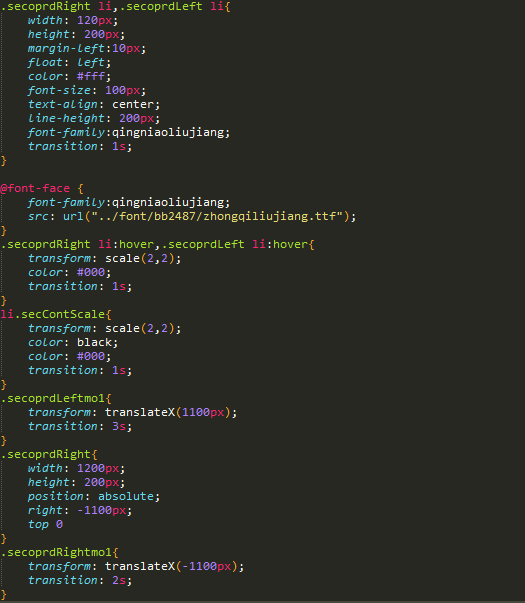 .secoprdRight li,.secoprdLeft li{
width: 120px;
height: 200px;
margin-left:10px;
float: left;
color: #fff;
font-size: 100px;
text-align: center;
line-height: 200px;
font-family:qingniaoliujiang;
transition: 1s;
}
@font-face {
font-family:qingniaoliujiang;
src: url("../font/bb2487/zhongqiliujiang.ttf");
}
.secoprdRight li:hover,.secoprdLeft li:hover{
transform: scale(2,2);
color: #000;
transition: 1s;
}
li.secContScale{
transform: scale(2,2);
color: black;
color: #000;
transition: 1s;
}
.secoprdLeftmo1{
transform: translateX(1100px);
transition: 3s;
}
.secoprdRight{
width: 1200px;
height: 200px;
position: absolute;
right: -1100px;
top 0
}
.secoprdRightmo1{
transform: translateX(-1100px);
transition: 2s;
}